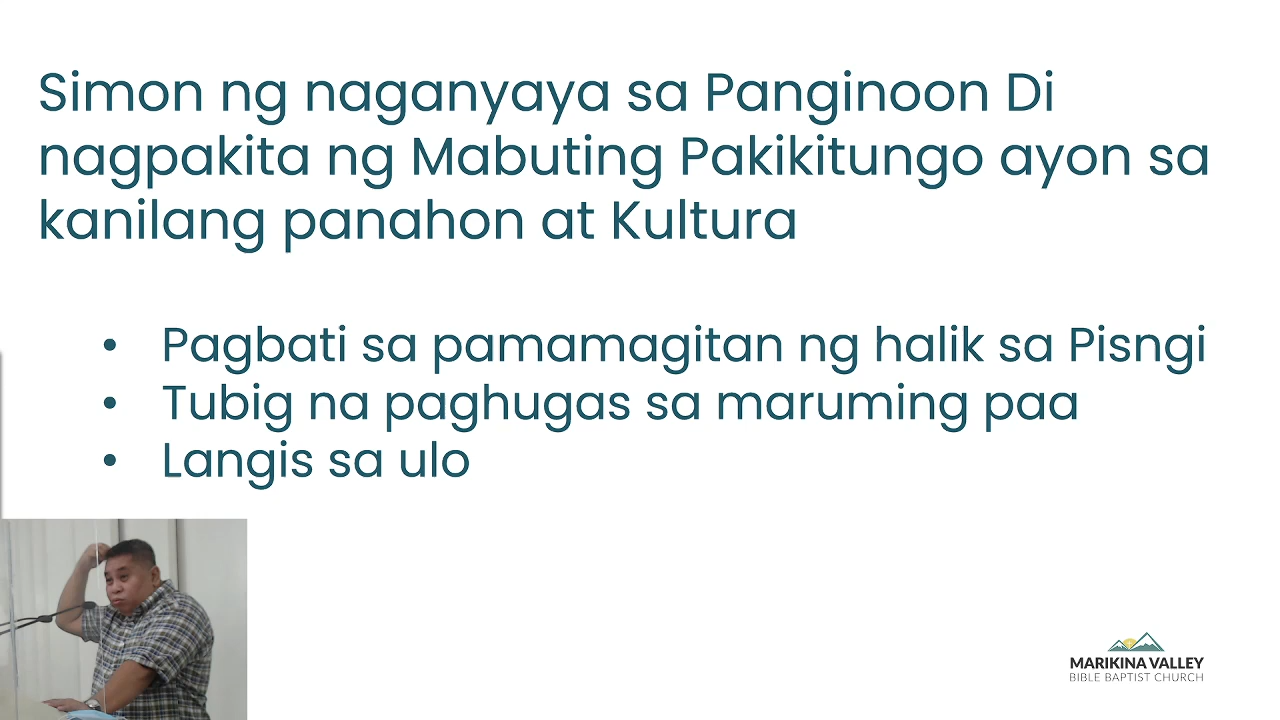 Simon ng naganyaya sa Panginoon Di
nagpakita ng Mabuting Pakikitungo ayon sa
kanilang panahon at Kultura
• Pagbati sa pamamagitan ng halik sa Pisngi
• Tubig na paghugas sa maruming paa
• Langis sa ulo
MARIKINA VALLEY
BIBLE BAPTIST CHURCH